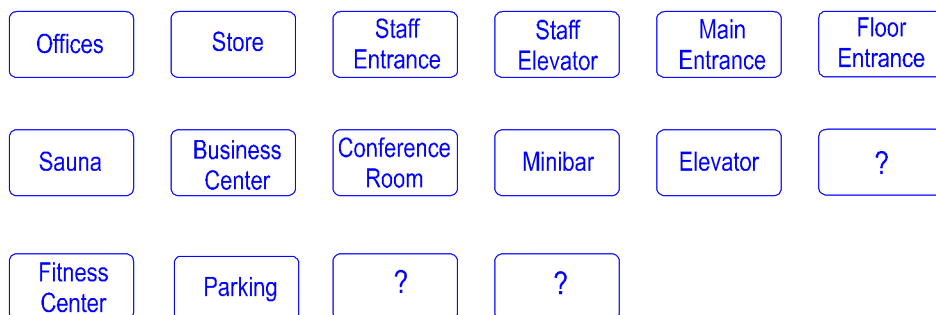 Offices
Store
Staff
Entrance
Staff
Elevator
Main
Entrance
Floor
Entrance
Sauna
Business
Center
Conference
Room
Minibar
Elevator
?
Fitness
Center
Parking
?
?